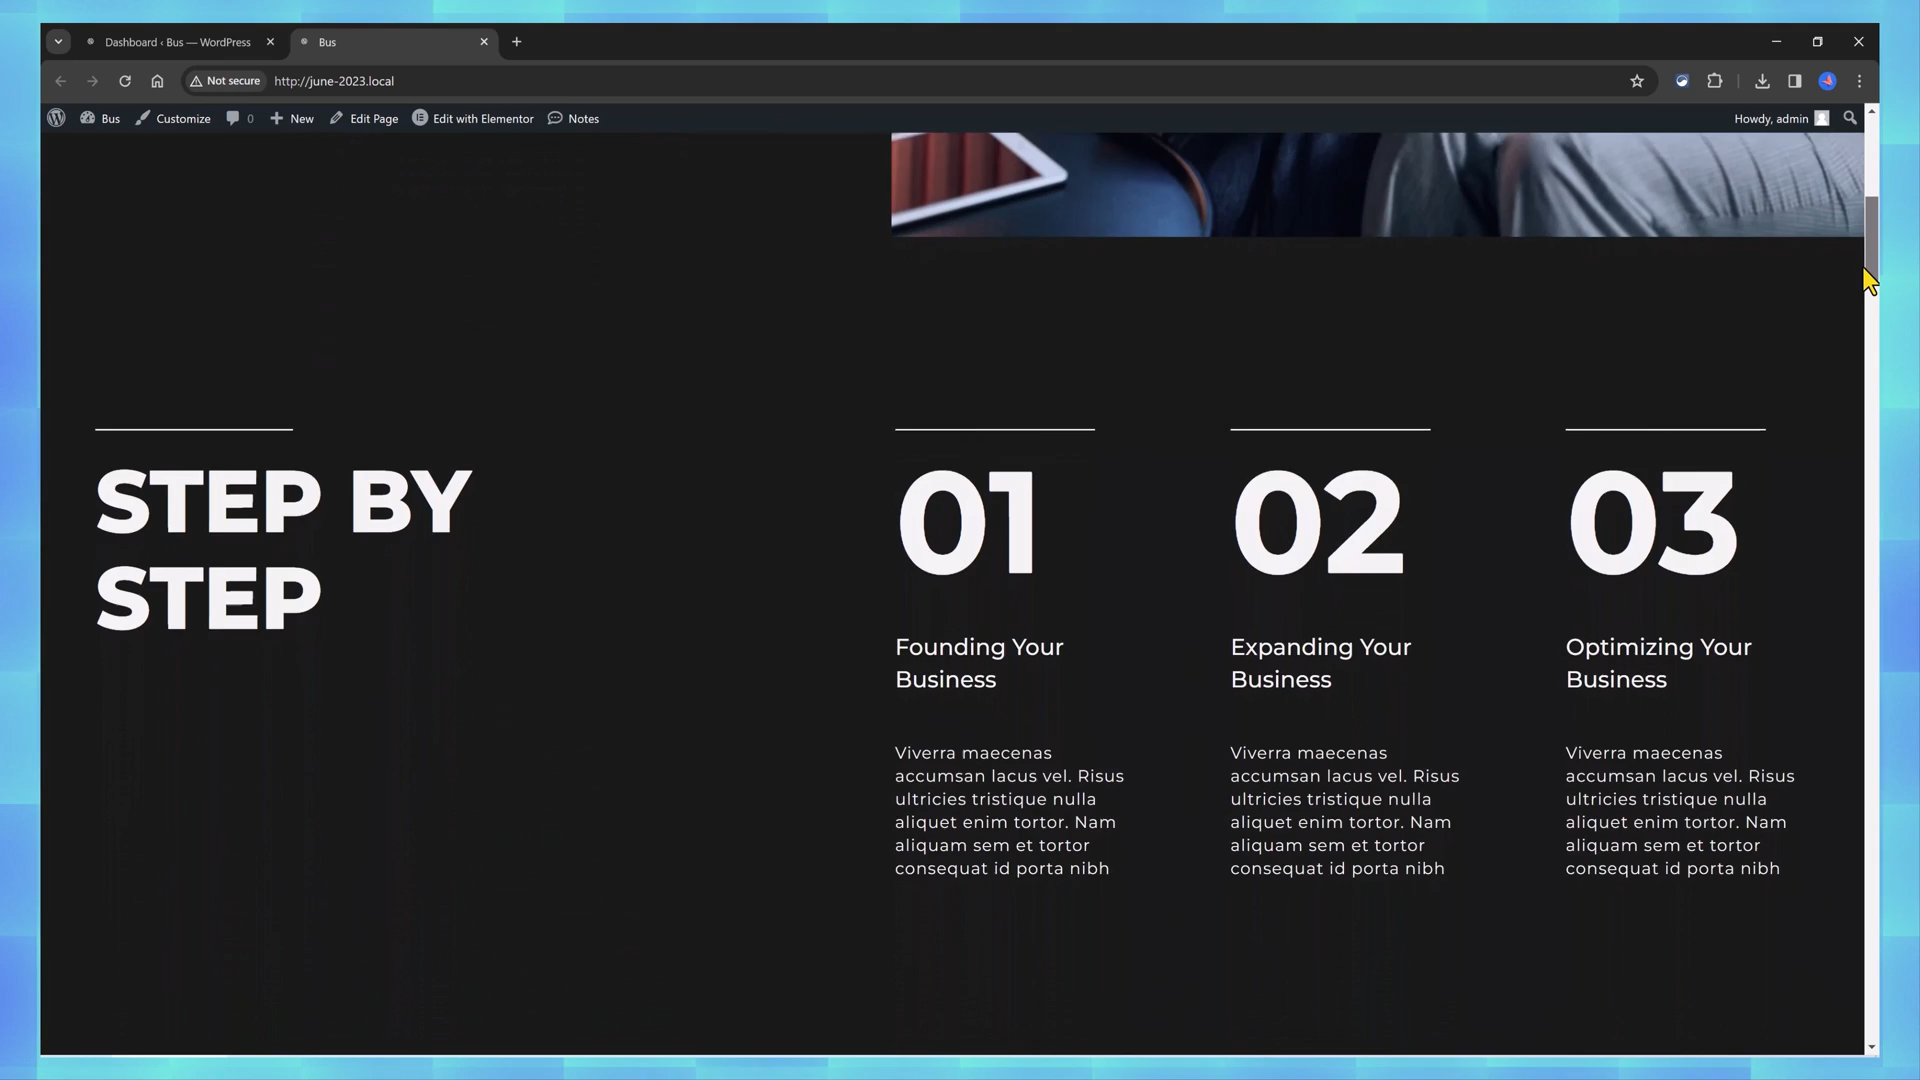 Dashboard ‹ Bus — WordPress
Bus
Not secure
http://june-2023.local
Bus
Customize
0
New
Edit Page
Edit with Elementor
Notes
Howdy, admin
STEP BY
STEP
01
Founding Your
Business
Viverra maecenas
accumsan lacus vel. Risus
ultricies tristique nulla
aliquet enim tortor. Nam
aliquam sem et tortor
consequat id porta nibh
02
Expanding Your
Business
Viverra maecenas
accumsan lacus vel. Risus
ultricies tristique nulla
aliquet enim tortor. Nam
aliquam sem et tortor
consequat id porta nibh
03
Optimizing Your
Business
Viverra maecenas
accumsan lacus vel. Risus
ultricies tristique nulla
aliquet enim tortor. Nam
aliquam sem et tortor
consequat id porta nibh